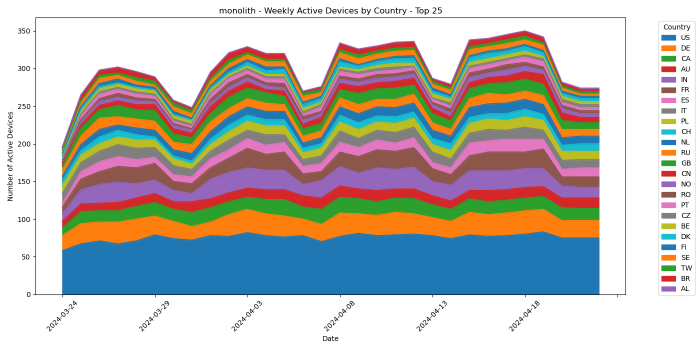 monolith - Weekly Active Devices by Country - Top 25
Number of Active Devices
350
300
250
200
150
100
50
0
2024-03-24
2024-03-29
2024-04-03
2024-04-08
2024-04-13
2024-04-18
Date
Country
US
DE
CA
AU
IN
FR
ES
IT
PL
CH
NL
RU
GB
CN
NO
RO
PT
CZ
BE
DK
FI
SE
TW
BR
AL